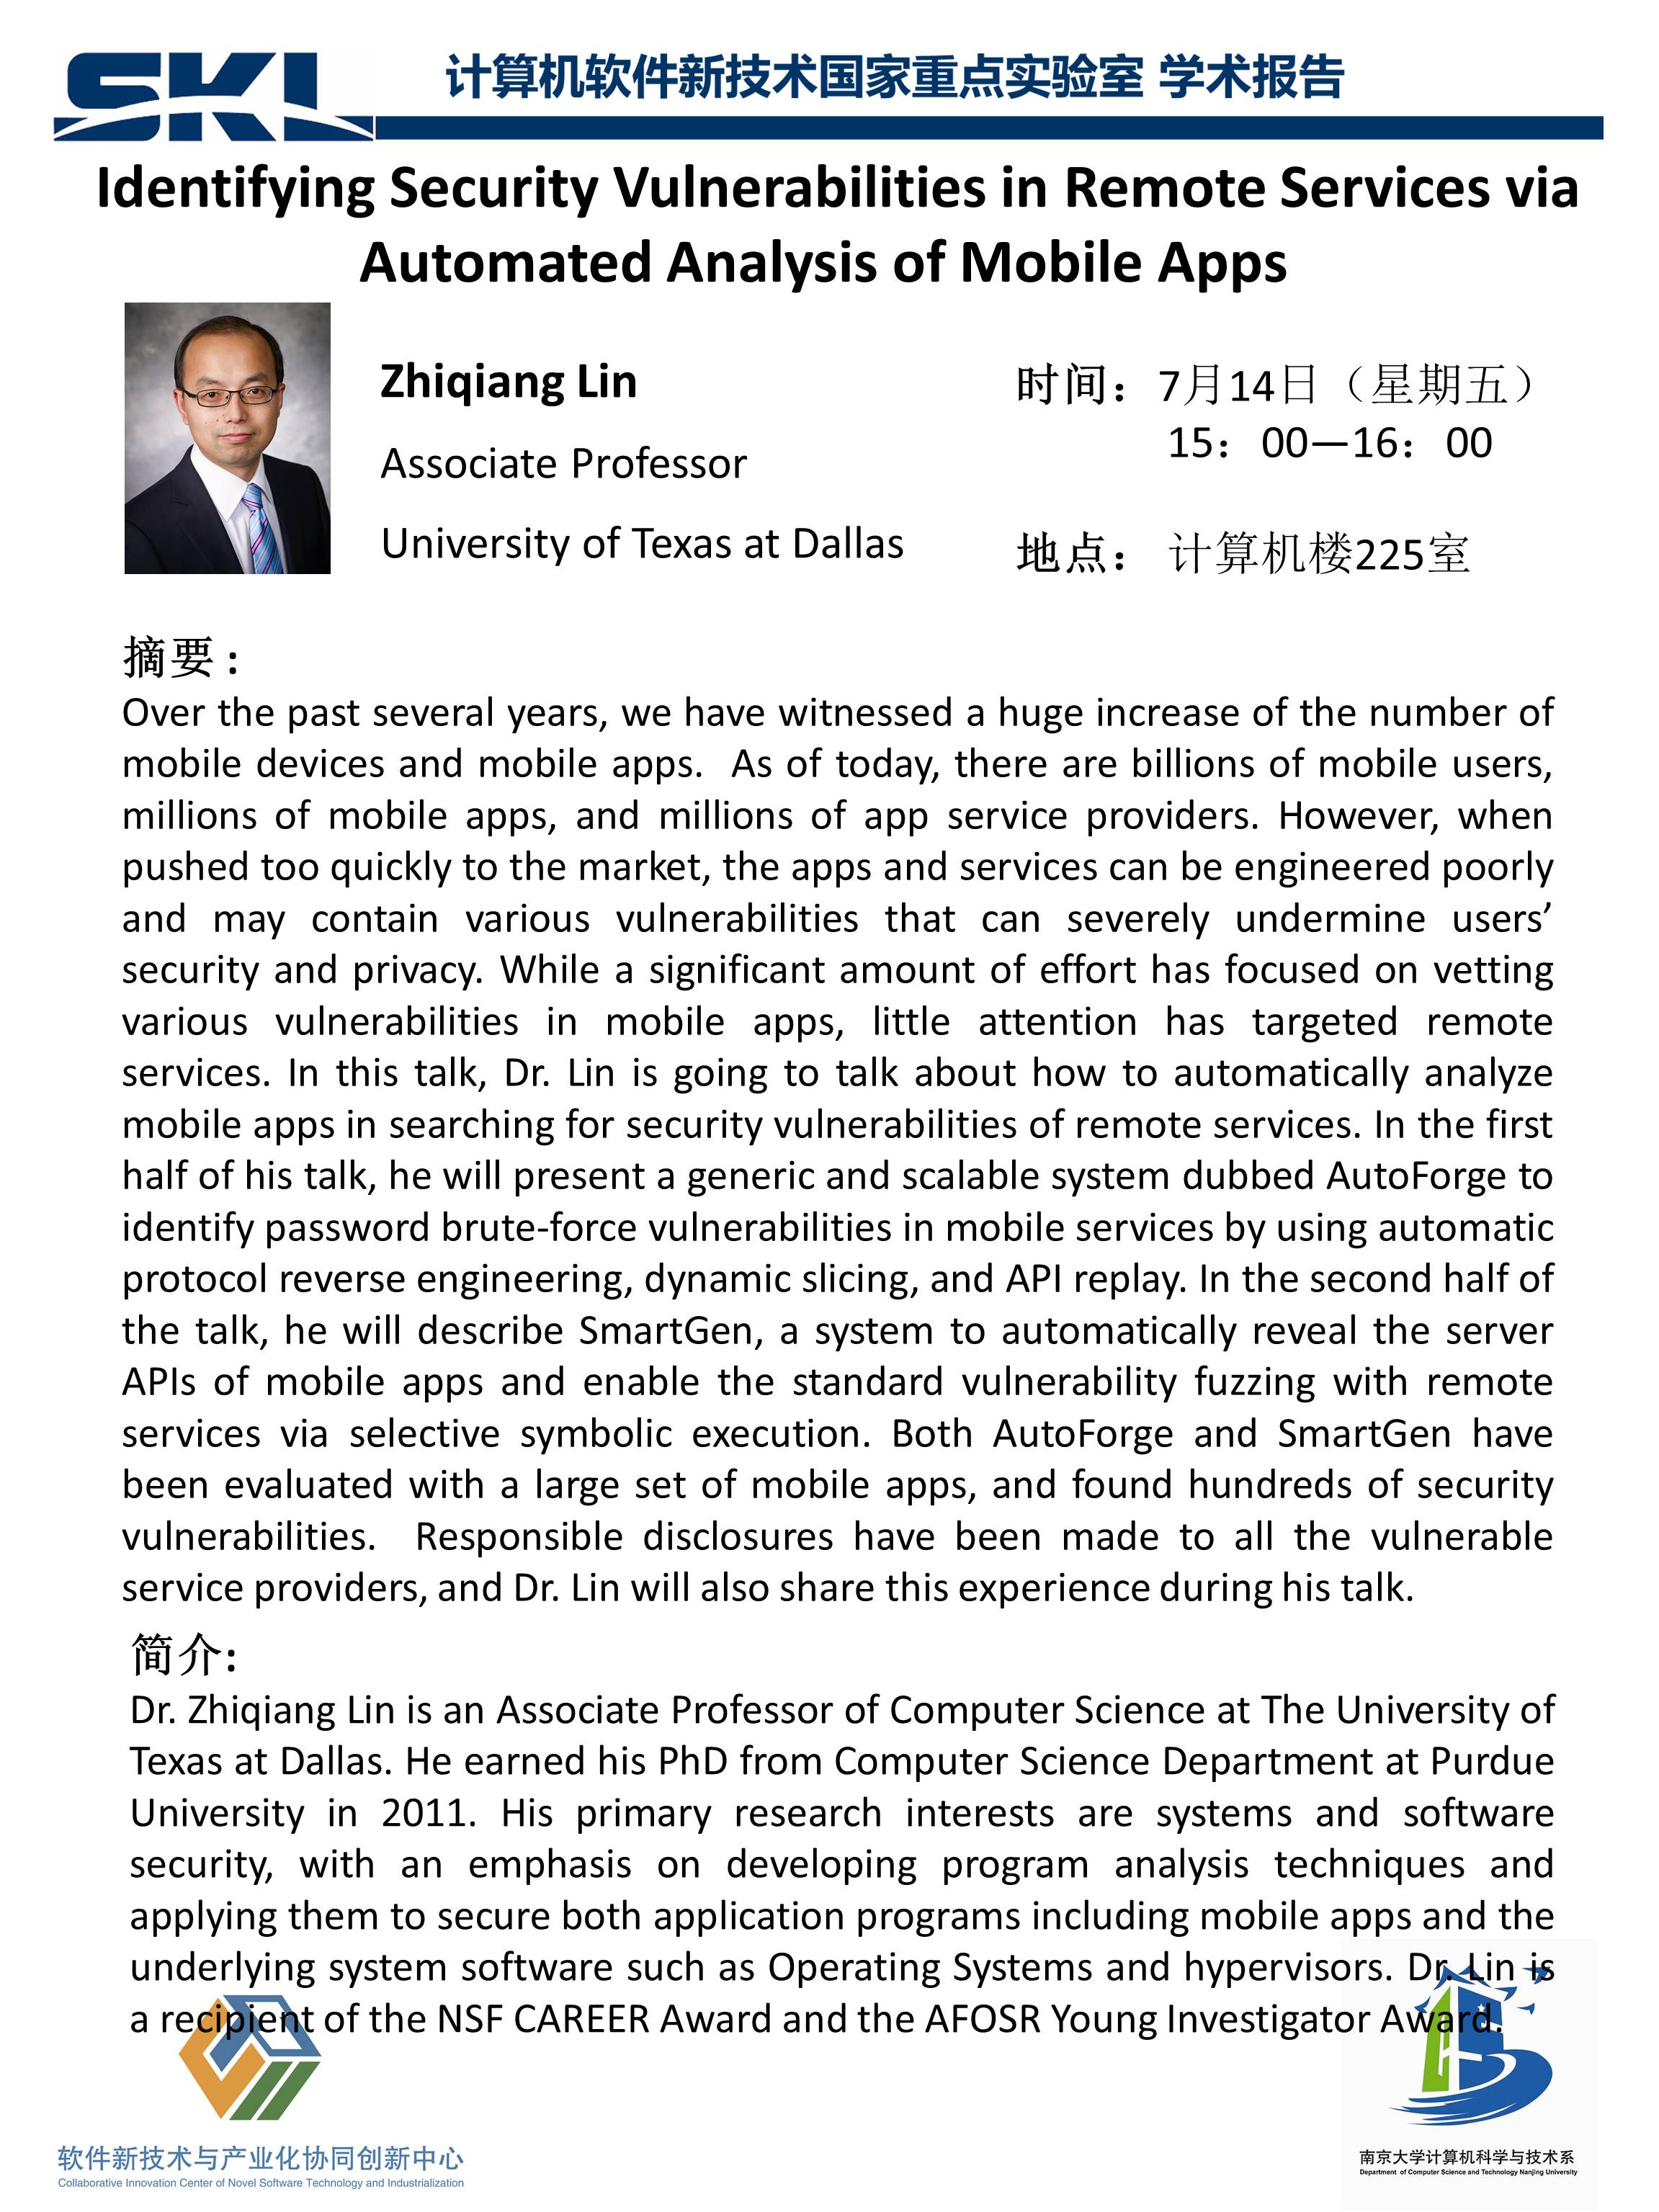 SKL
计算机软件新技术国家重点实验室 学术报告
Identifying Security Vulnerabilities in Remote Services via
Automated Analysis of Mobile Apps
Zhiqiang Lin
Associate Professor
University of Texas at Dallas
时间：7月14日（星期五）
15：00—16：00
地点：计算机楼225室
摘要：
Over the past several years, we have witnessed a huge increase of the number of
mobile devices and mobile apps.  As of today, there are billions of mobile users,
millions of mobile apps, and millions of app service providers. However, when
pushed too quickly to the market, the apps and services can be engineered poorly
and may contain various vulnerabilities that can severely undermine users’
security and privacy. While a significant amount of effort has focused on vetting
various vulnerabilities in mobile apps, little attention has targeted remote
services. In this talk, Dr. Lin is going to talk about how to automatically analyze
mobile apps in searching for security vulnerabilities of remote services. In the first
half of his talk, he will present a generic and scalable system dubbed AutoForge to
identify password brute-force vulnerabilities in mobile services by using automatic
protocol reverse engineering, dynamic slicing, and API replay. In the second half of
the talk, he will describe SmartGen, a system to automatically reveal the server
APIs of mobile apps and enable the standard vulnerability fuzzing with remote
services via selective symbolic execution. Both AutoForge and SmartGen have
been evaluated with a large set of mobile apps, and found hundreds of security
vulnerabilities.  Responsible disclosures have been made to all the vulnerable
service providers, and Dr. Lin will also share this experience during his talk.
简介:
Dr. Zhiqiang Lin is an Associate Professor of Computer Science at The University of
Texas at Dallas. He earned his PhD from Computer Science Department at Purdue
University in 2011. His primary research interests are systems and software
security, with an emphasis on developing program analysis techniques and
applying them to secure both application programs including mobile apps and the
underlying system software such as Operating Systems and hypervisors. Dr. Lin is
a recipient of the NSF CAREER Award and the AFOSR Young Investigator Award.
软件新技术与产业化协同创新中心
Collaborative Innovation Center of Novel Software Technology and Industrialization
南京大学计算机科学与技术系
Department of Computer Science and Technology Nanjing University